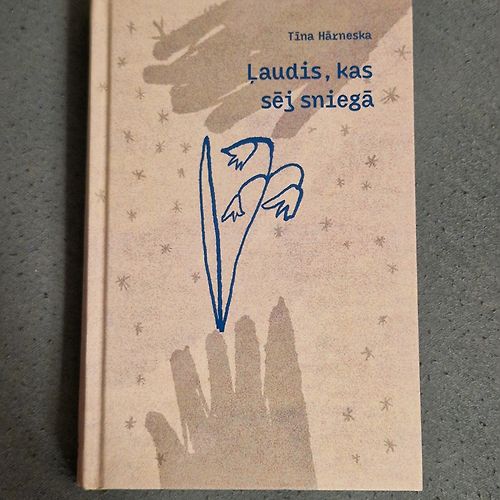 Tīna Hārneska
Ļaudis, kas
sēj sniegā